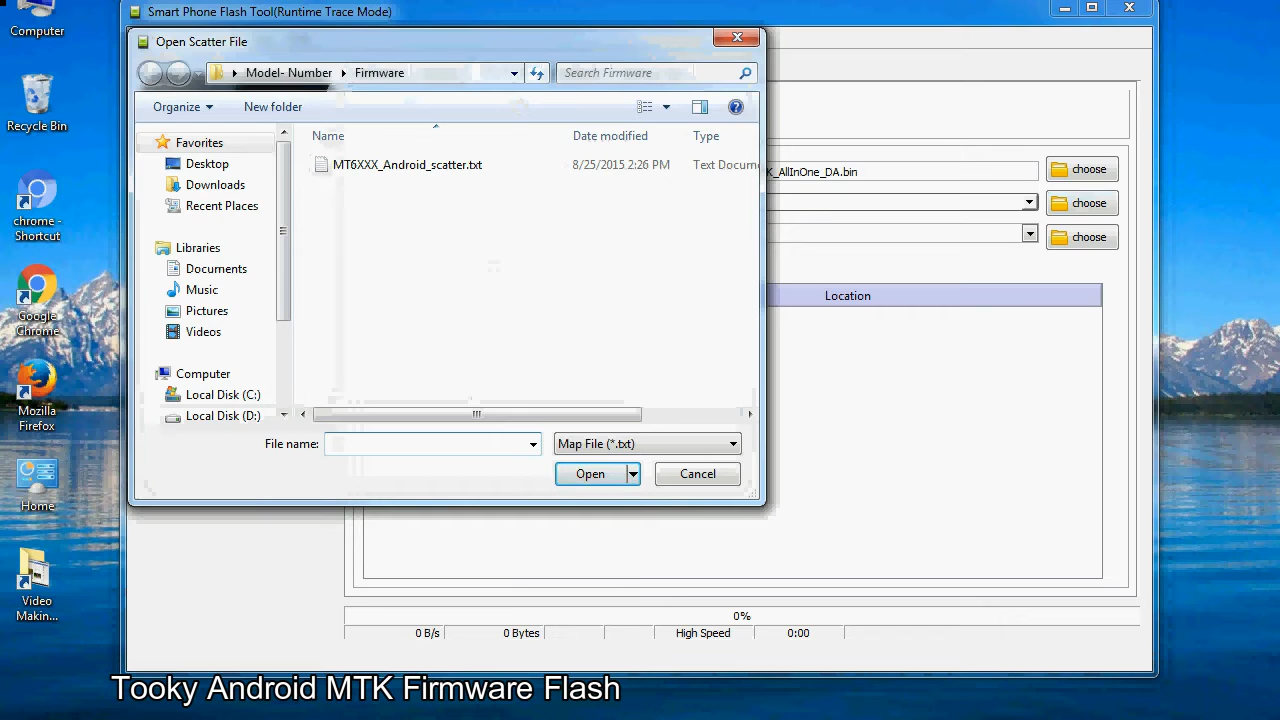 Smart Phone Flash Tool(Runtime Trace Mode)
Computer
Recycle Bin
chrome -
Shortcut
Google
Chrome
Mozilla
Firefox
Home
Video
Makin...
Open Scatter File
Model- Number
Firmware
Search Firmware
Organize
New folder
Favorites
Desktop
Downloads
Recent Places
Libraries
Documents
Music
Pictures
Videos
Computer
Local Disk (C:)
Local Disk (D:)
Name
Date modified
Type
MT6XXX_Android_scatter.txt
8/25/2015 2:26 PM
Text Docum
File name:
Map File (*.txt)
Open
Cancel
K_AllInOne_DA.bin
choose
choose
choose
Location
0%
0 B/s
0 Bytes
High Speed
0:00
Tooky Android MTK Firmware Flash